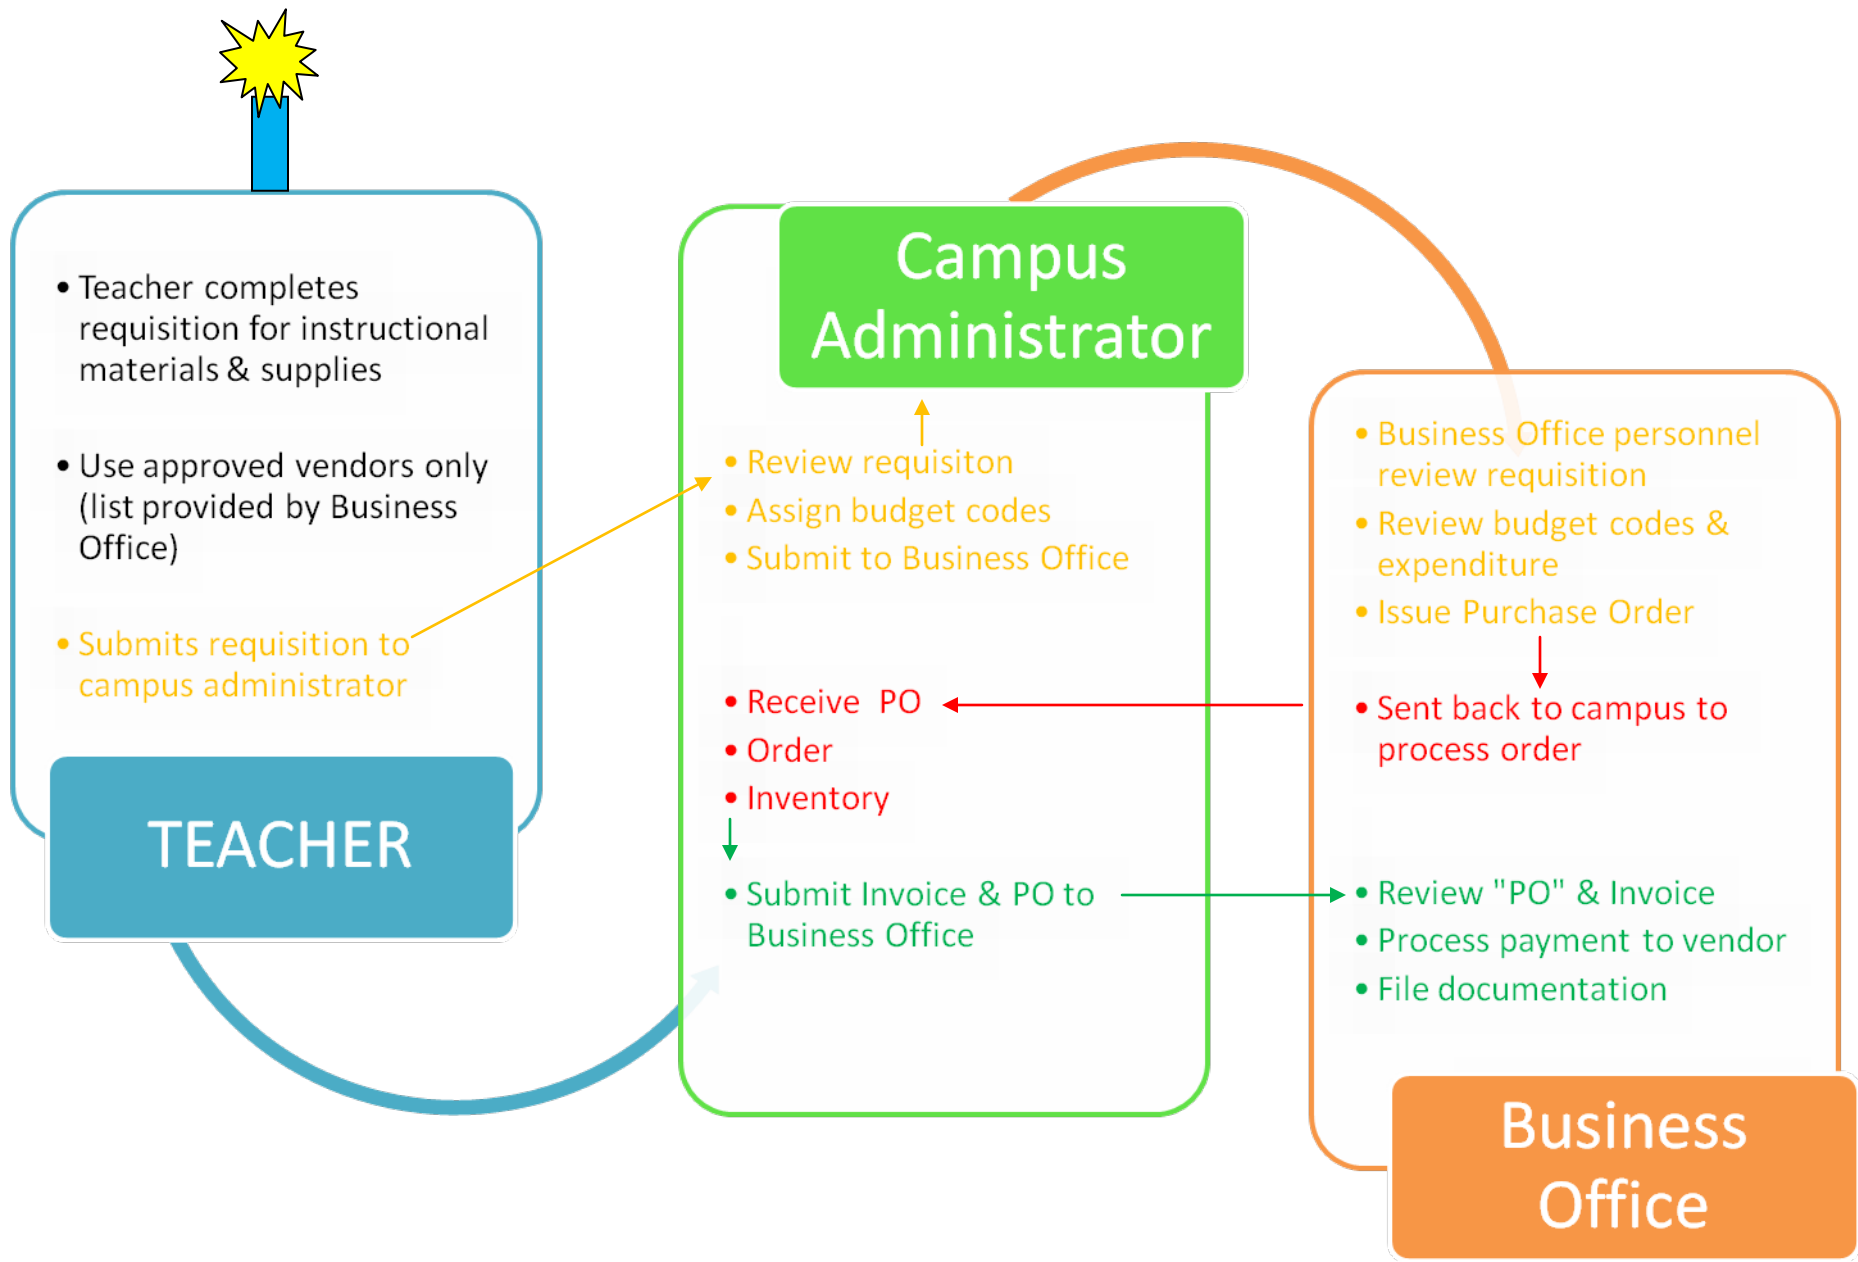 • Teacher completes
requisition for instructional
materials & supplies
• Use approved vendors only
(list provided by Business
Office)
• Submits requisition to
campus administrator
TEACHER
Campus
Administrator
• Review requisiton
• Assign budget codes
• Submit to Business Office
• Receive PO
• Order
• Inventory
• Submit Invoice & PO to
Business Office
• Business Office personnel
review requisition
• Review budget codes &
expenditure
• Issue Purchase Order
• Sent back to campus to
process order
• Review "PO" & Invoice
• Process payment to vendor
• File documentation
Business
Office